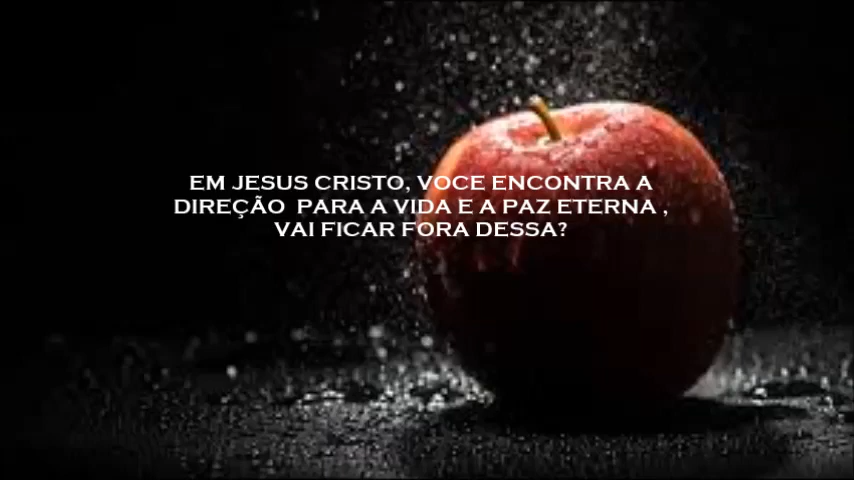 EM JESUS CRISTO, VOCE ENCONTRA A
DIREÇÃO  PARA A VIDA E A PAZ ETERNA ,
VAI FICAR FORA DESSA?